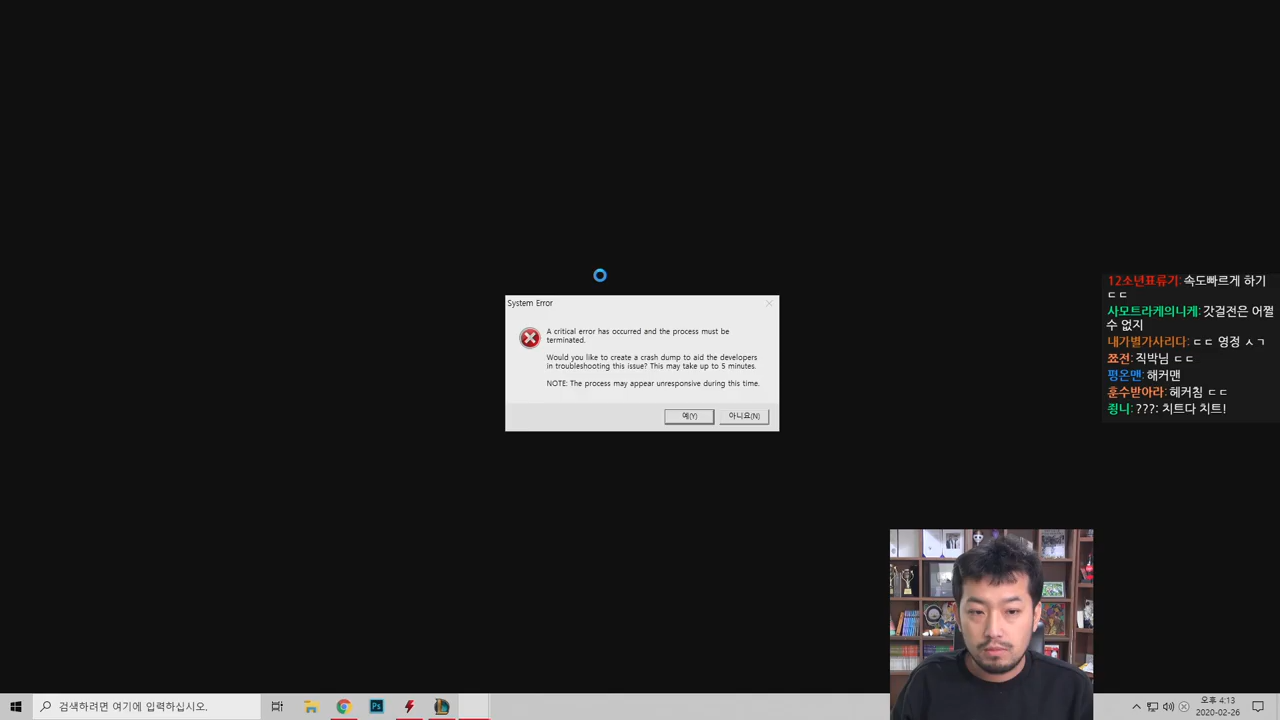 System Error
A critical error has occurred and the process must be
terminated.
Would you like to create a crash dump to aid the developers
in troubleshooting this issue? This may take up to 5 minutes.
NOTE: The process may appear unresponsive during this time.
예(Y)
아니요(N)
12소년표류기: 속도빠르게 하기
ㄷㄷ
사모트라케의니케: 갓걸전은 어쩔
수 없지
내가별가사리다: ㄷㄷ 영정 ㅅㄱ
쬬전: 직박님 ㄷㄷ
평온맨: 해커맨
훈수받아라: 헤커침 ㄷㄷ
죙니: ???: 치트다 치트!
검색하려면 여기에 입력하십시오.
Ps
오후 4:13
2020-02-26